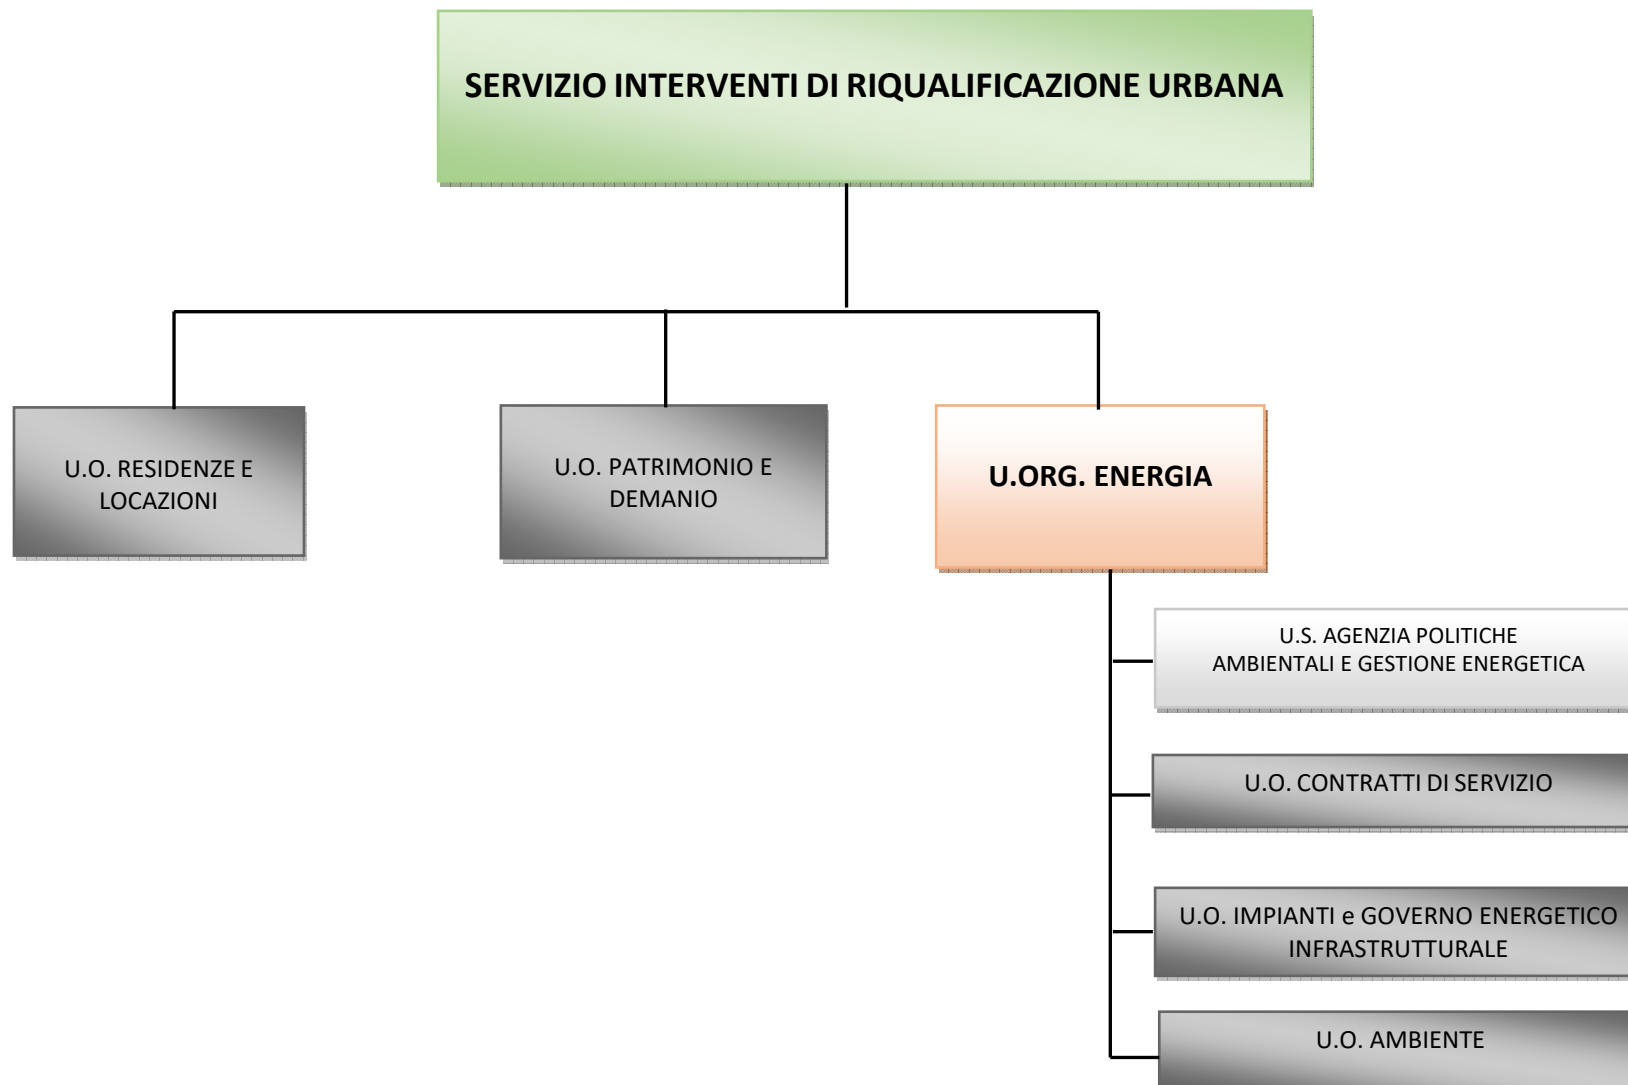 SERVIZIO INTERVENTI DI RIQUALIFICAZIONE URBANA
U.O. RESIDENZE E
LOCAZIONI
U.O. PATRIMONIO E
DEMANIO
U.ORG. ENERGIA
U.S. AGENZIA POLITICHE
AMBIENTALI E GESTIONE ENERGETICA
U.O. CONTRATTI DI SERVIZIO
U.O. IMPIANTI e GOVERNO ENERGETICO
INFRASTRUTTURALE
U.O. AMBIENTE